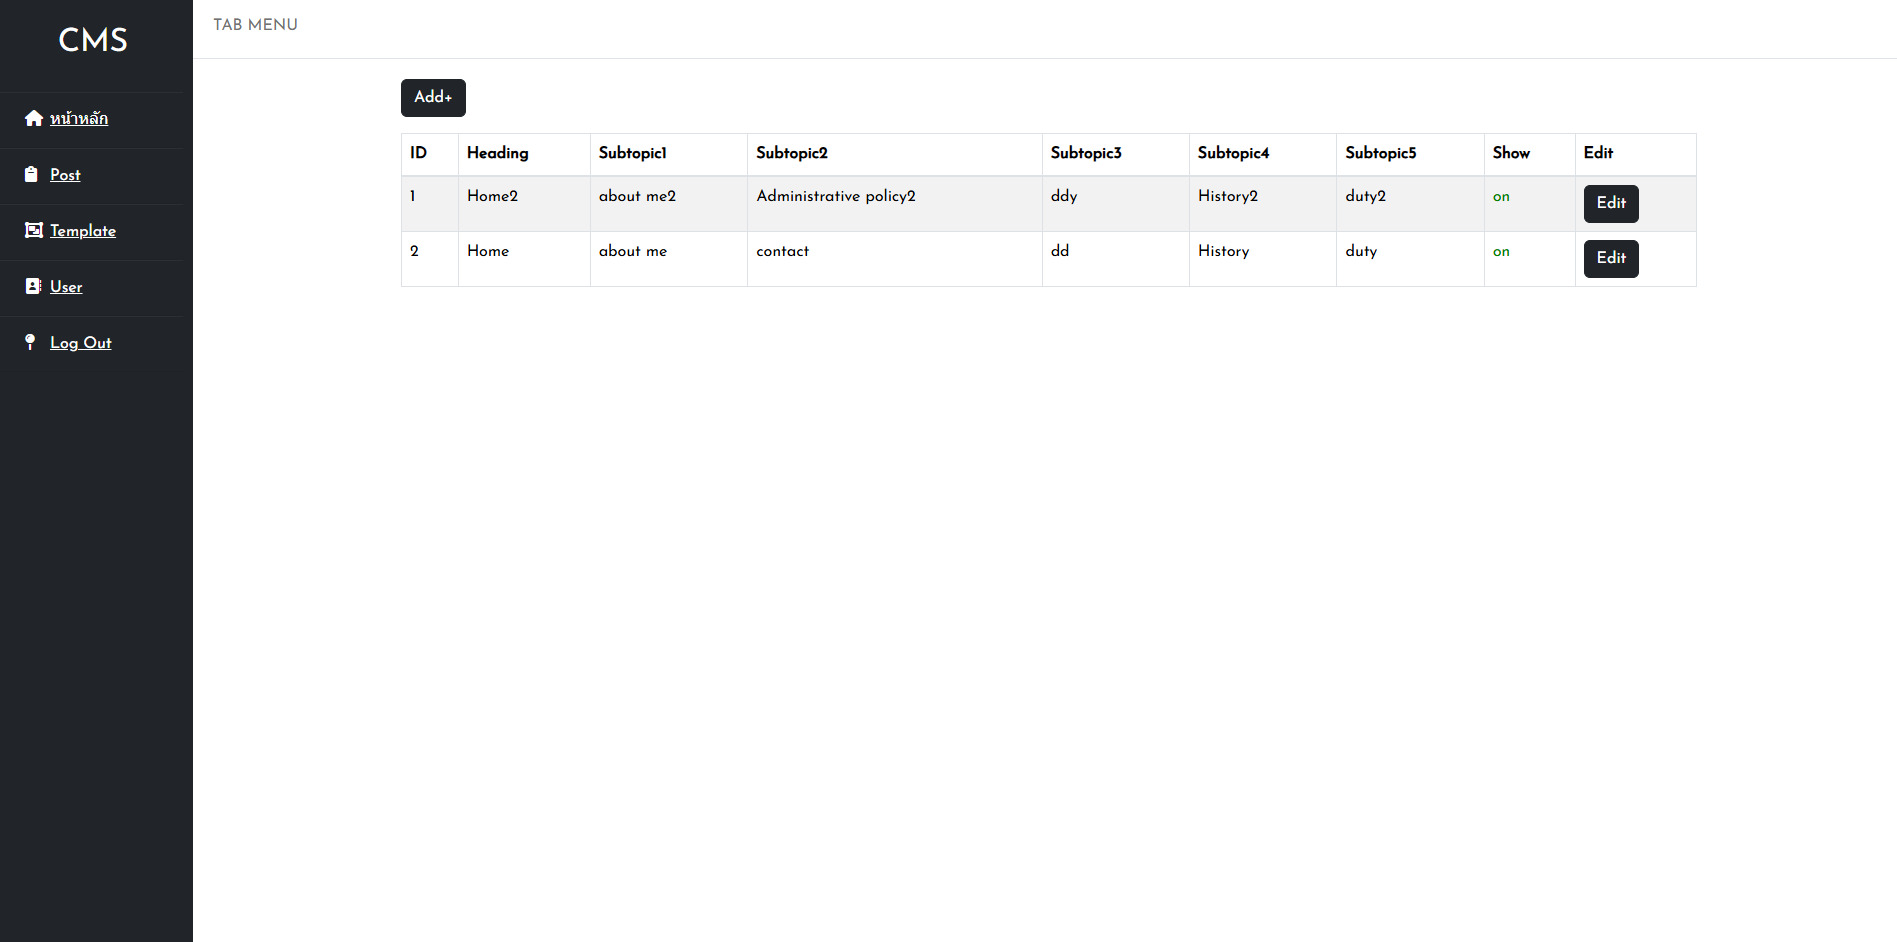 CMS
หน้าหลัก
Post
Template
User
Log Out
TAB MENU
Add+
ID Heading Subtopic1 Subtopic2 Subtopic3 Subtopic4 Subtopic5 Show Edit
1 Home2 about me2 Administrative policy2 ddy History2 duty2 on Edit
2 Home about me contact dd History duty on Edit